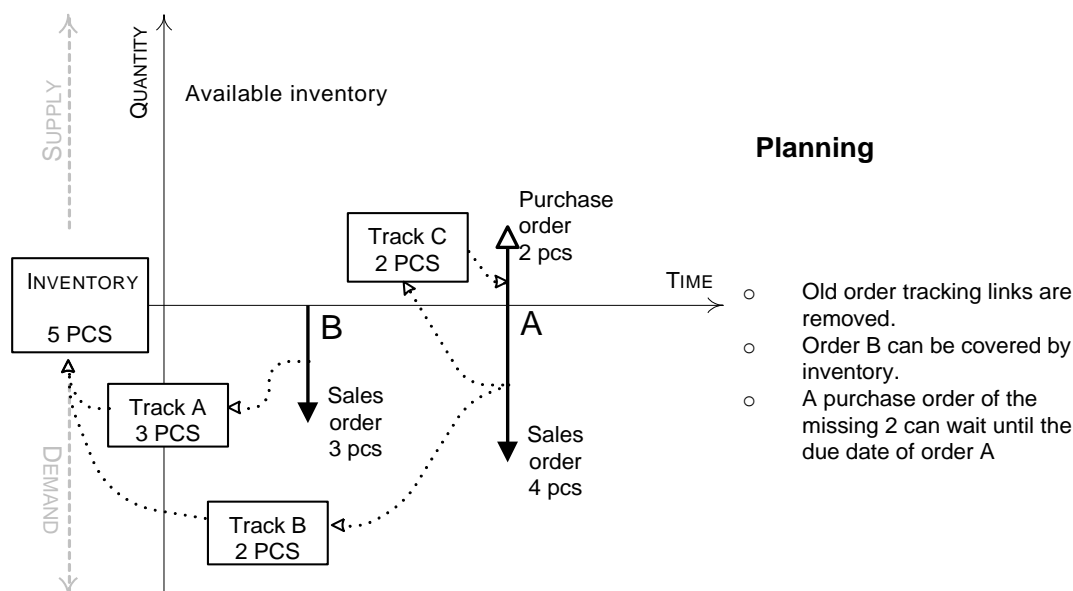 SUPPLY
QUANTITY
Available inventory
Planning
Purchase
order
2 pcs
Track C
2 PCS
INVENTORY
5 PCS
TIME
B
A
Track A
3 PCS
Sales
order
3 pcs
Sales
order
4 pcs
DEMAND
Track B
2 PCS
○ Old order tracking links are
removed.
○ Order B can be covered by
inventory.
○ A purchase order of the
missing 2 can wait until the
due date of order A